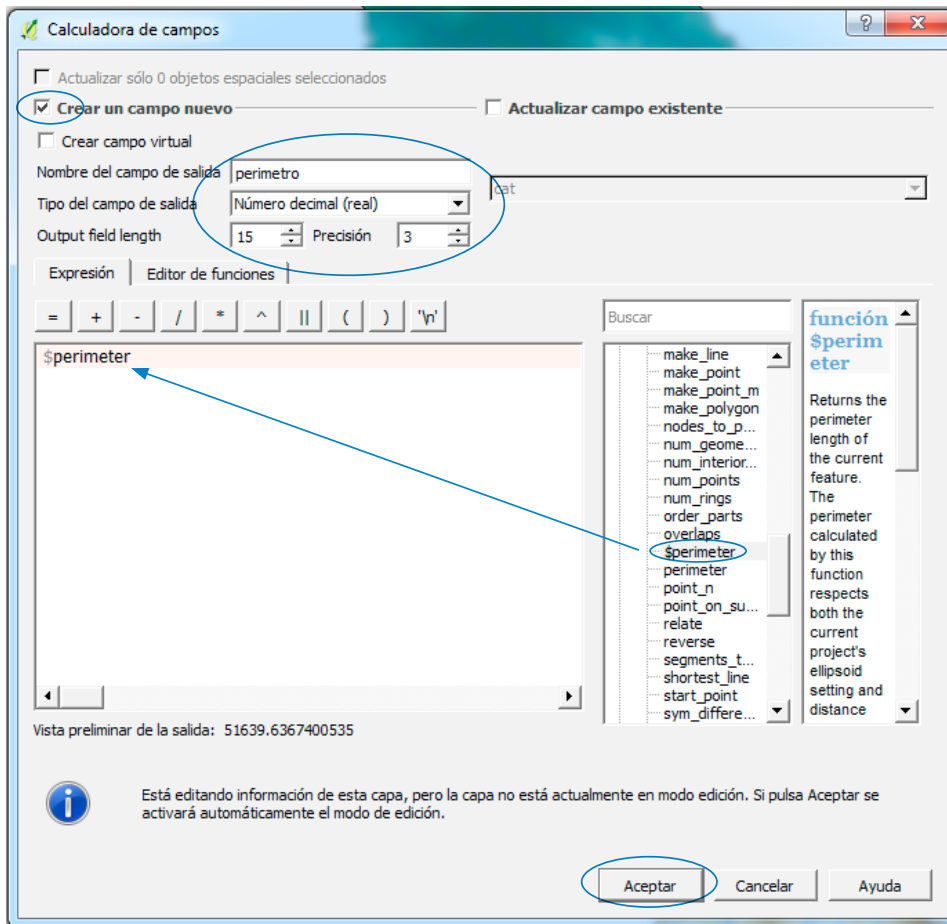 Calculadora de campos
Actualizar sólo 0 objetos espaciales seleccionados
Crear un campo nuevo
Actualizar campo existente
Crear campo virtual
Nombre del campo de salida perimetro
cat
Tipo del campo de salida Número decimal (real)
Output field length 15 Precisión 3
Expresión Editor de funciones
= + - / * ^ || ( ) '\n'
Buscar
$perimeter
make_line
make_point
make_point_m
make_polygon
nodes_to_p...
num_geome...
num_interior...
num_points
num_rings
order_parts
overlaps
$perimeter
perimeter
point_n
point_on_su...
relate
reverse
segments_t...
shortest_line
start_point
sym_differe...
función
$perim
eter
Returns the
perimeter
length of
the current
feature.
The
perimeter
calculated
by this
function
respects
both the
current
project's
ellipsoid
setting and
distance
Vista preliminar de la salida: 51639.6367400535
Está editando información de esta capa, pero la capa no está actualmente en modo edición. Si pulsa Aceptar se
activará automáticamente el modo de edición.
Aceptar Cancelar Ayuda